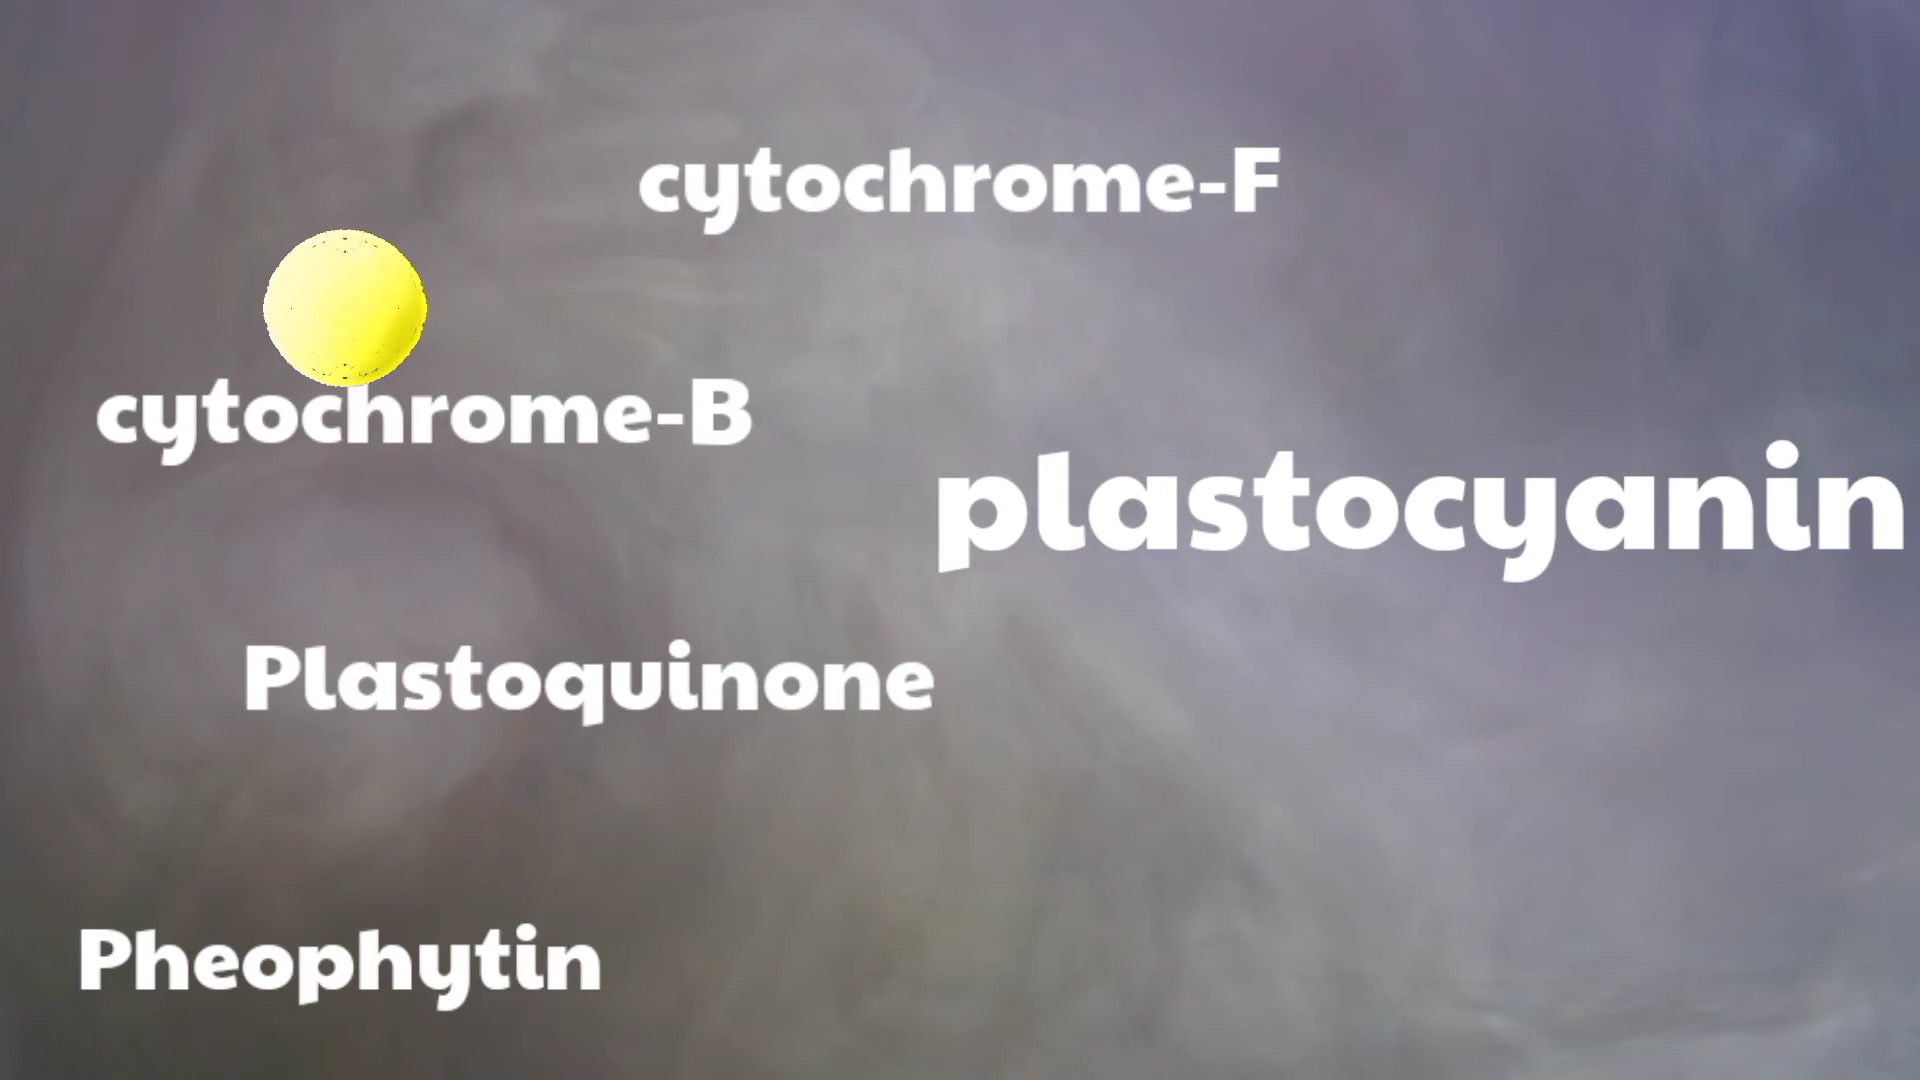 cytochrome-F
cytochrome-B
plastocyanin
Plastoquinone
Pheophytin